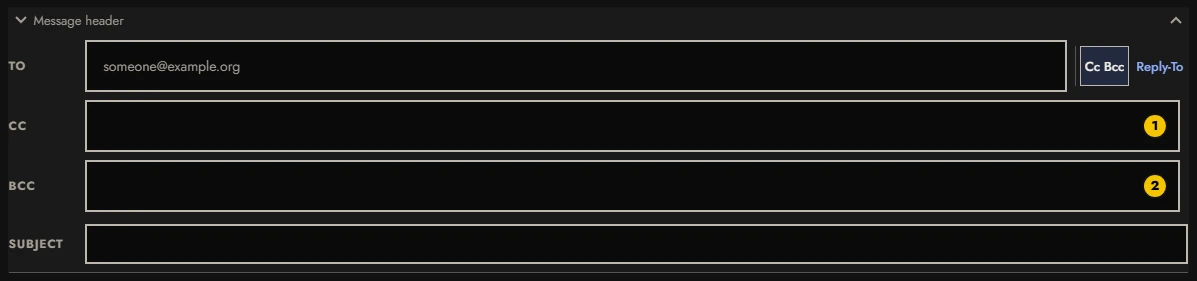 Message header
TO someone@example.org Cc Bcc Reply-To
CC 1
BCC 2
SUBJECT